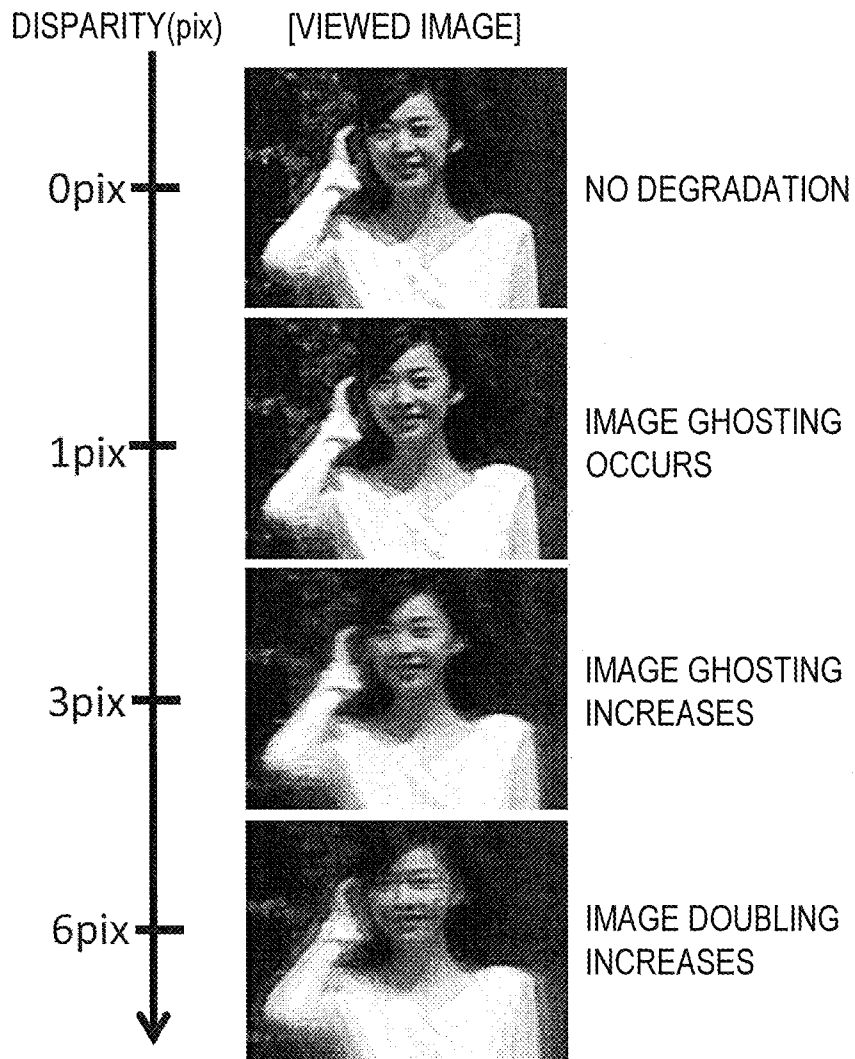 DISPARITY(pix)
[VIEWED IMAGE]
0pix
NO DEGRADATION
1pix
IMAGE GHOSTING
OCCURS
3pix
IMAGE GHOSTING
INCREASES
6pix
IMAGE DOUBLING
INCREASES